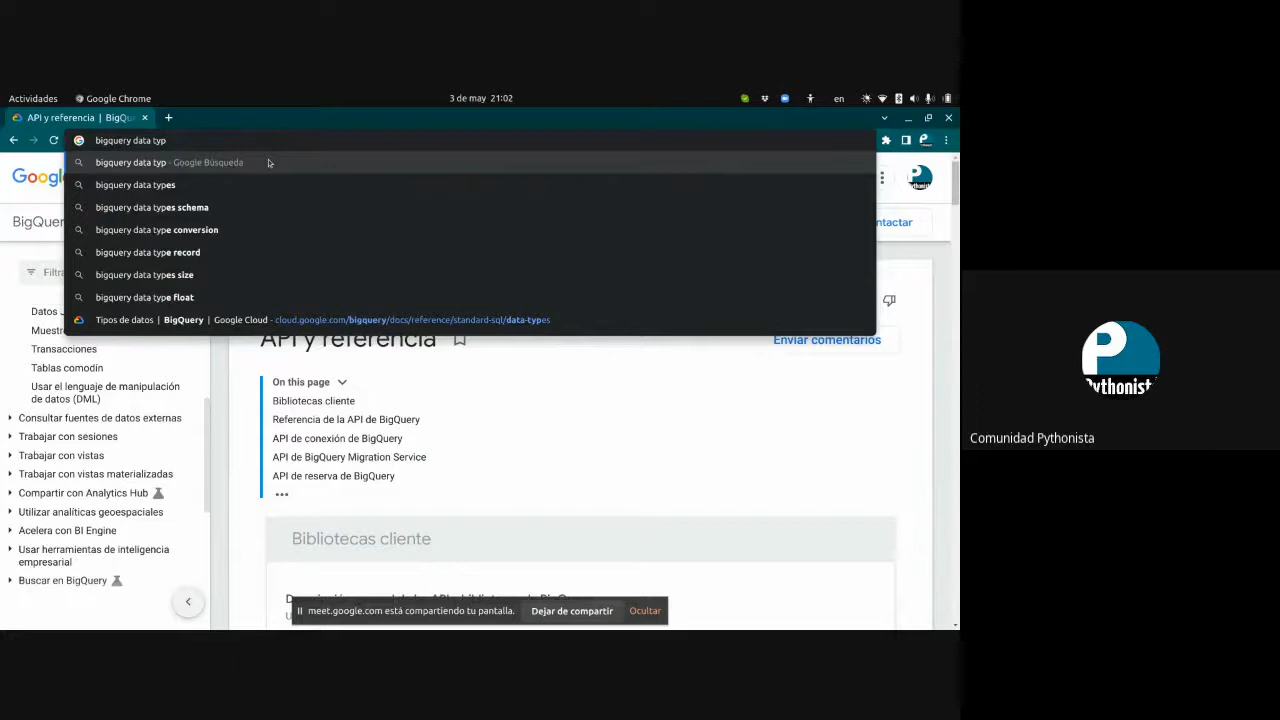 Actividades
Google Chrome
3 de may 21:02
en
API y referencia | BigQu
bigquery data typ
bigquery data typ - Google Búsqueda
bigquery data types
bigquery data types schema
bigquery data type conversion
bigquery data type record
bigquery data types size
bigquery data type float
Tipos de datos | BigQuery | Google Cloud - cloud.google.com/bigquery/docs/reference/standard-sql/data-types
Googl
BigQuer
ntactar
Filtra
Datos J
Muestre
Transacciones
Tablas comodín
Usar el lenguaje de manipulación
de datos (DML)
Consultar fuentes de datos externas
Trabajar con sesiones
Trabajar con vistas
Trabajar con vistas materializadas
Compartir con Analytics Hub
Utilizar analíticas geoespaciales
Acelera con BI Engine
Usar herramientas de inteligencia
empresarial
Buscar en BigQuery
API y referencia
Enviar comentarios
On this page
Bibliotecas cliente
Referencia de la API de BigQuery
API de conexión de BigQuery
API de BigQuery Migration Service
API de reserva de BigQuery
Bibliotecas cliente
meet.google.com está compartiendo tu pantalla.
Dejar de compartir
Ocultar
Pythonist
Comunidad Pythonista